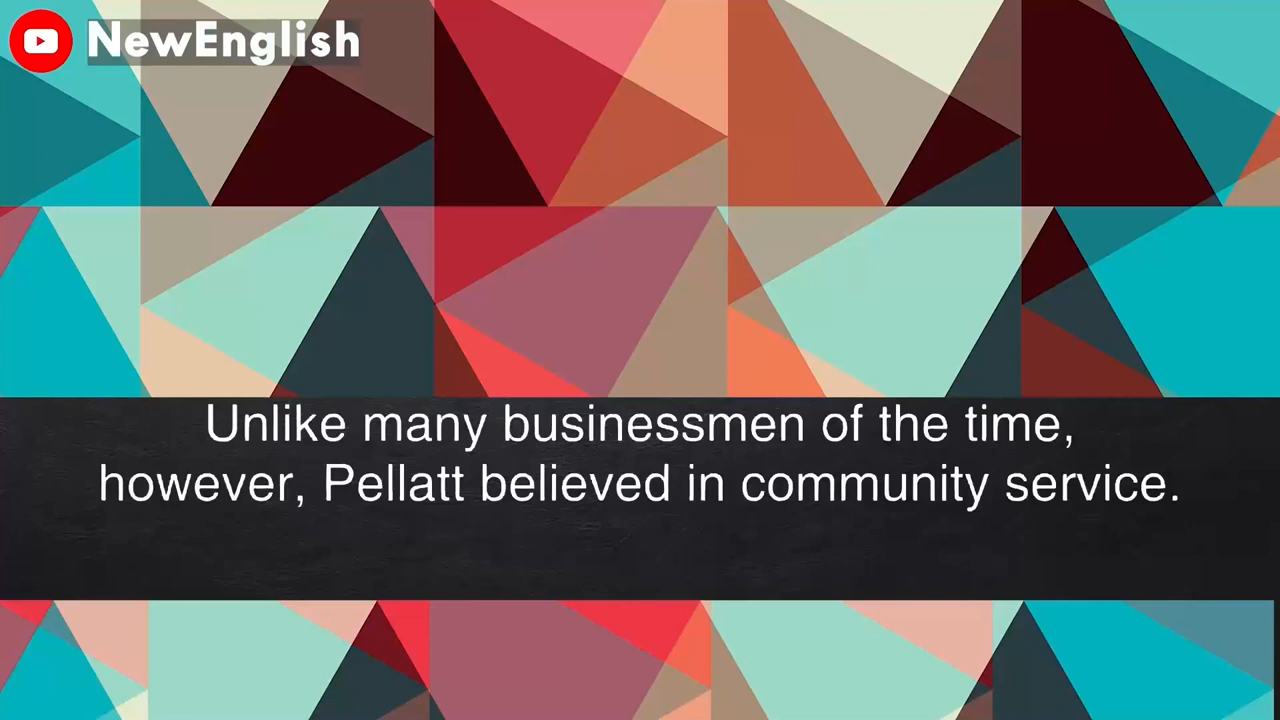 NewEnglish
Unlike many businessmen of the time,
however, Pellatt believed in community service.